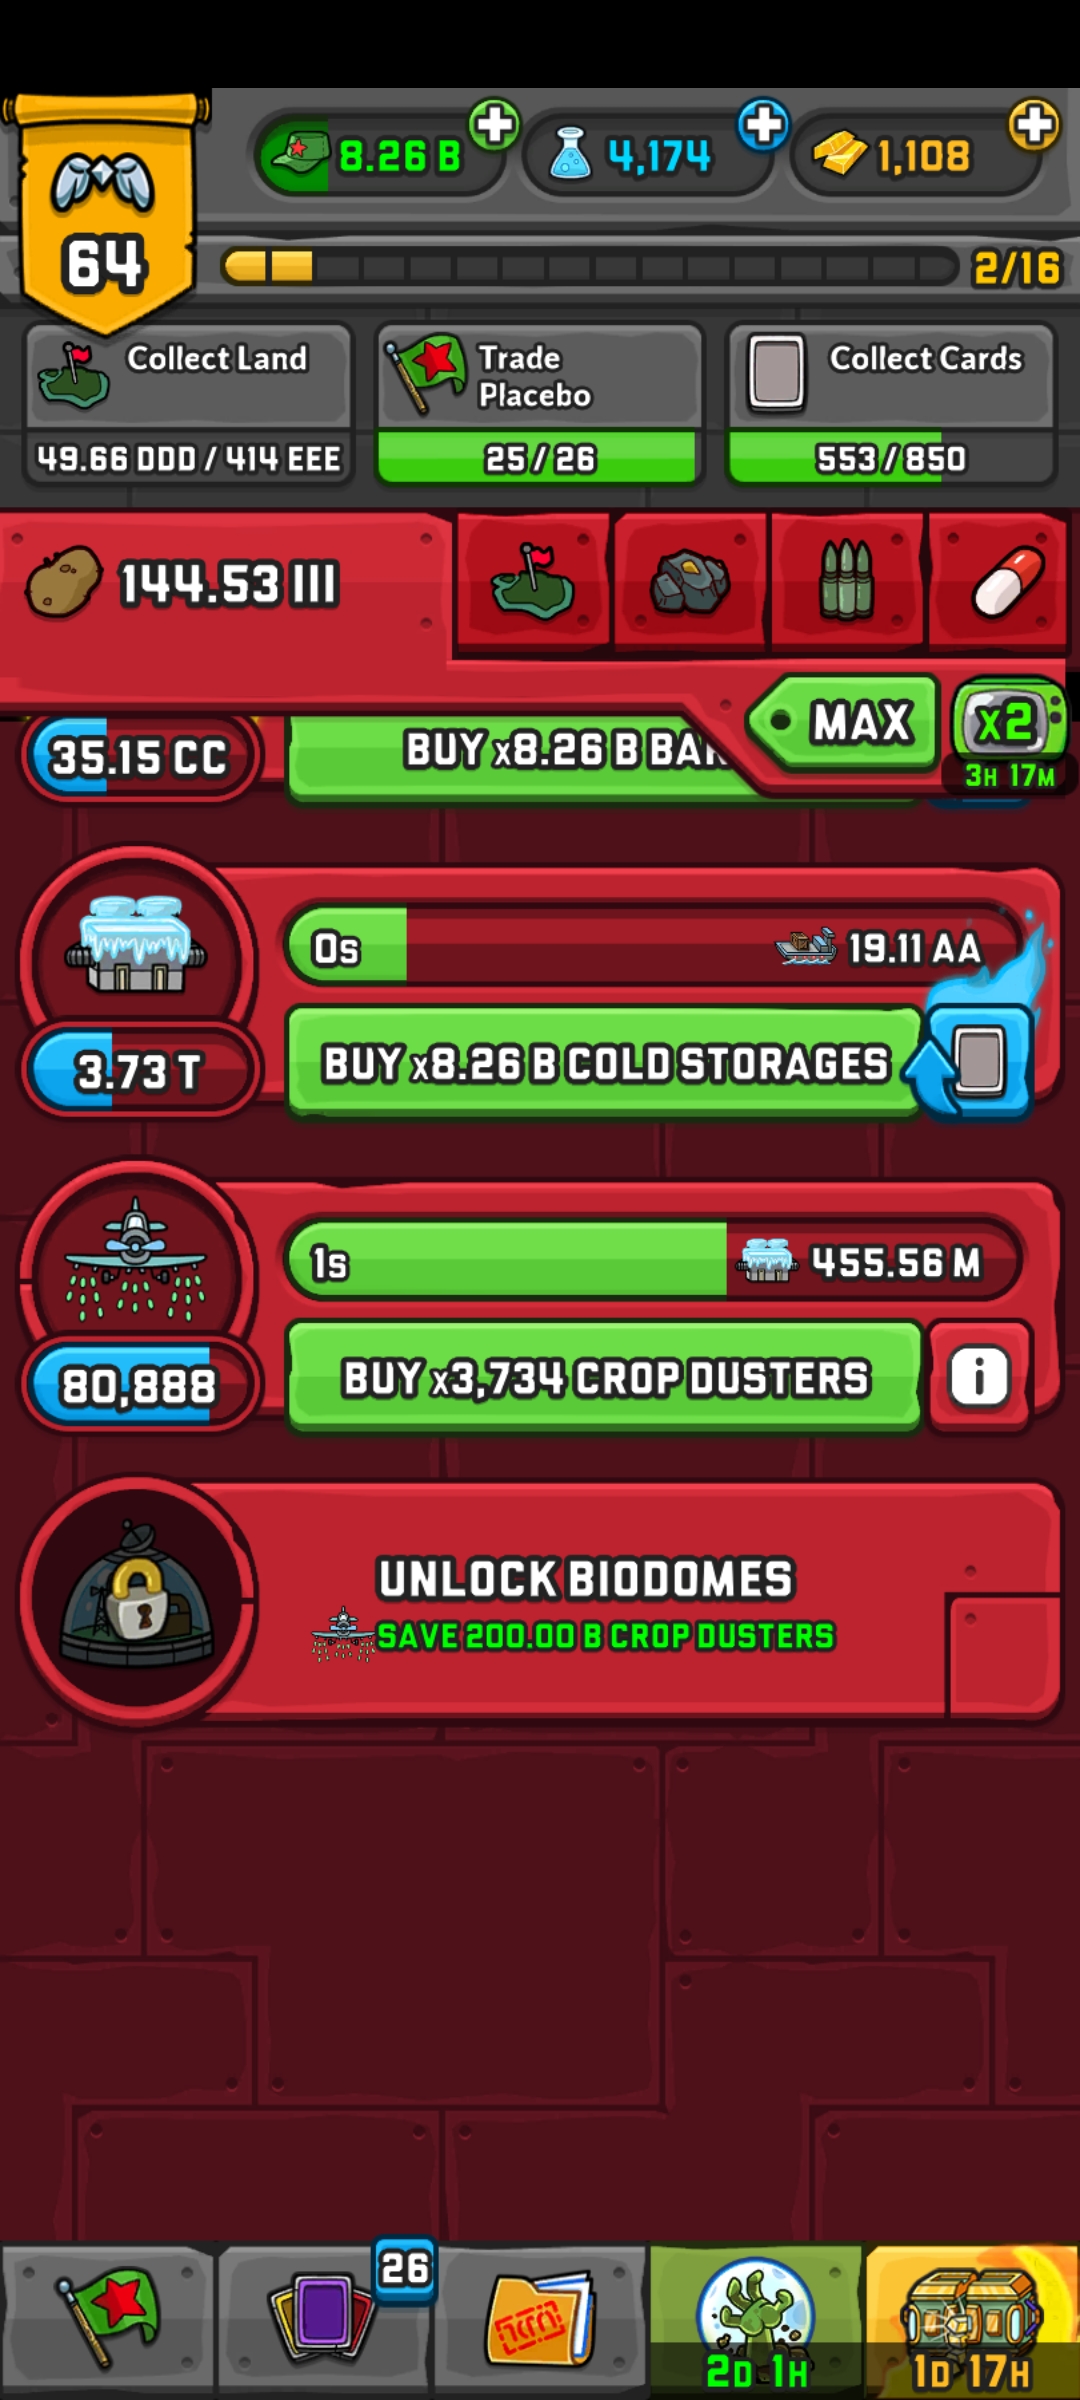 8.26 B
4,174
1,108
64
2/16
Collect Land
49.66 DDD / 414 EEE
Trade
Placebo
25 / 26
Collect Cards
553 / 850
144.53 III
MAX
x2
3H 17M
35.15 CC
BUY x8.26 B
0s
19.11 AA
3.73 T
BUY x8.26 B COLD STORAGES
1s
455.56 M
80,888
BUY x3,734 CROP DUSTERS
i
UNLOCK BIODOMES
SAVE 200.00 B CROP DUSTERS
26
2D 1H
1D 17H